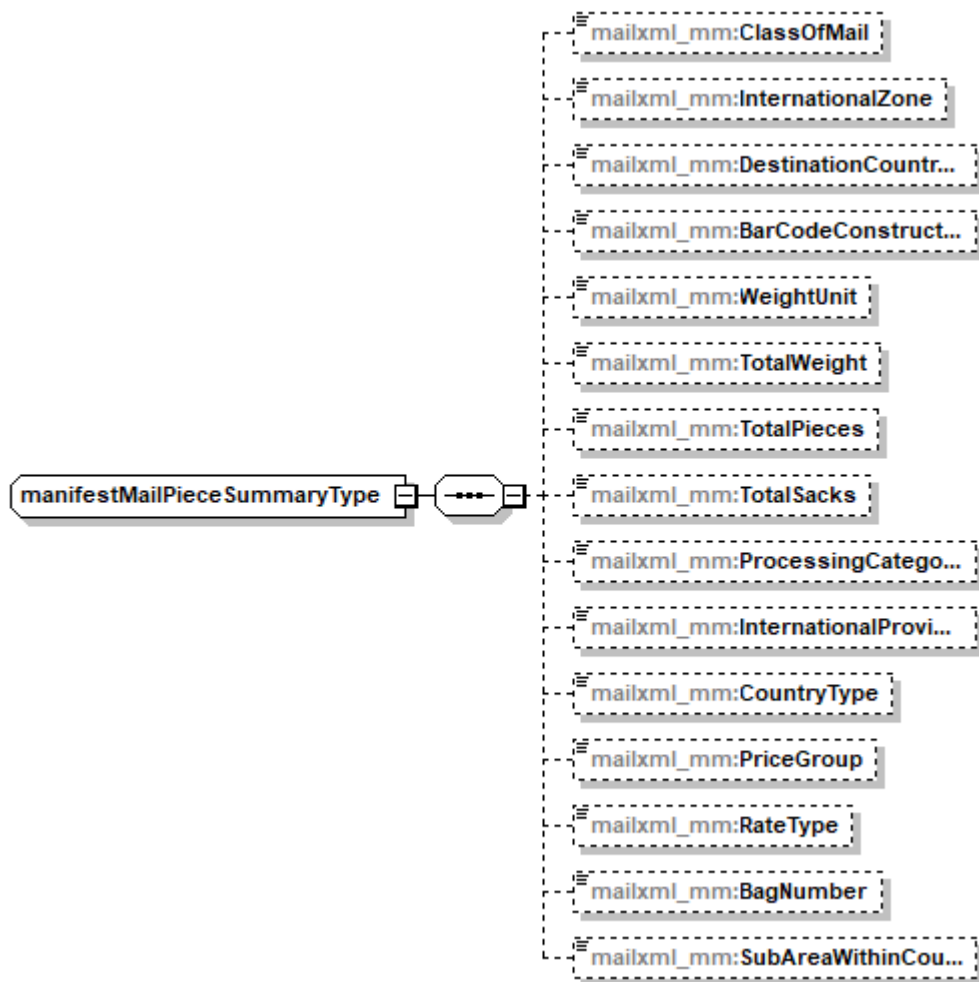 mailxml_mm:ClassOfMail
mailxml_mm:InternationalZone
mailxml_mm:DestinationCountr...
mailxml_mm:BarCodeConstruct...
mailxml_mm:WeightUnit
mailxml_mm:TotalWeight
mailxml_mm:TotalPieces
manifestMailPieceSummaryType
mailxml_mm:TotalSacks
mailxml_mm:ProcessingCatego...
mailxml_mm:InternationalProvi...
mailxml_mm:CountryType
mailxml_mm:PriceGroup
mailxml_mm:RateType
mailxml_mm:BagNumber
mailxml_mm:SubAreaWithinCou...